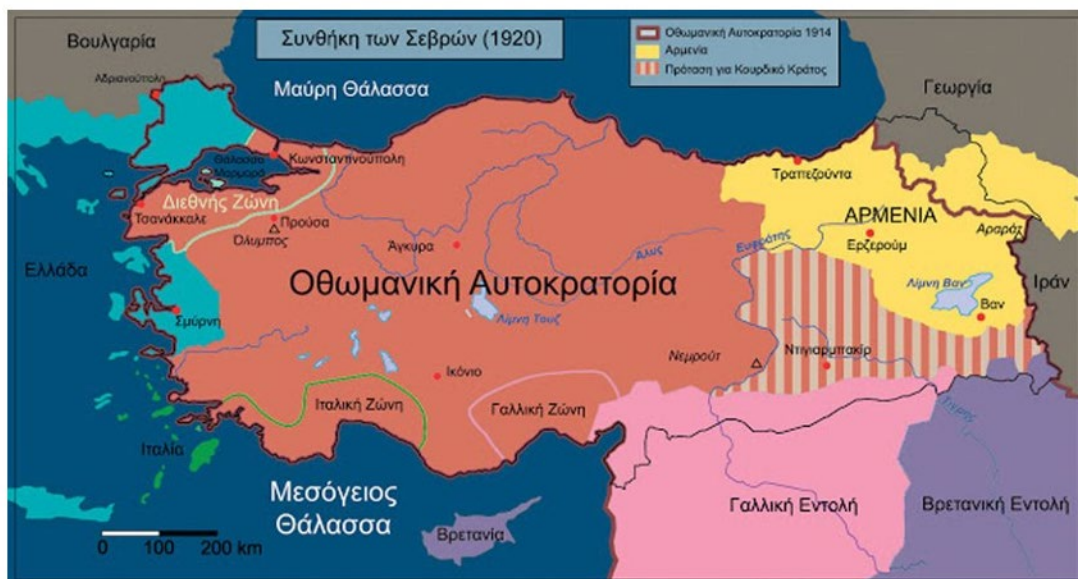 Βουλγαρία
Συνθήκη των Σεβρών (1920)
Οθωμανική Αυτοκρατορία 1914
Αρμενία
Πρόταση για Κουρδικό Κράτος
Αδριανούπολη
Μαύρη Θάλασσα
Γεωργία
Θάλασσα
Μαρμαρά
Κωνσταντινούπολη
Τραπεζούντα
Διεθνής Ζώνη
Τσανάκκαλε
Προύσα
Όλυμπος
ΑΡΜΕΝΙΑ
Ερζερούμ
Αραράτ
Ευφράτης
Άγκυρα
Άλυς
Ελλάδα
Οθωμανική Αυτοκρατορία
Ιράν
Λίμνη Βαν
Βαν
Σμύρνη
Λίμνη Τουζ
Νεμρούτ
Ντιγιαρμπακίρ
Ικόνιο
Ιταλική Ζώνη
Γαλλική Ζώνη
Τίγρης
Ιταλία
Μεσόγειος
Θάλασσα
Γαλλική Εντολή
Βρετανική Εντολή
Βρετανία
0 100 200 km